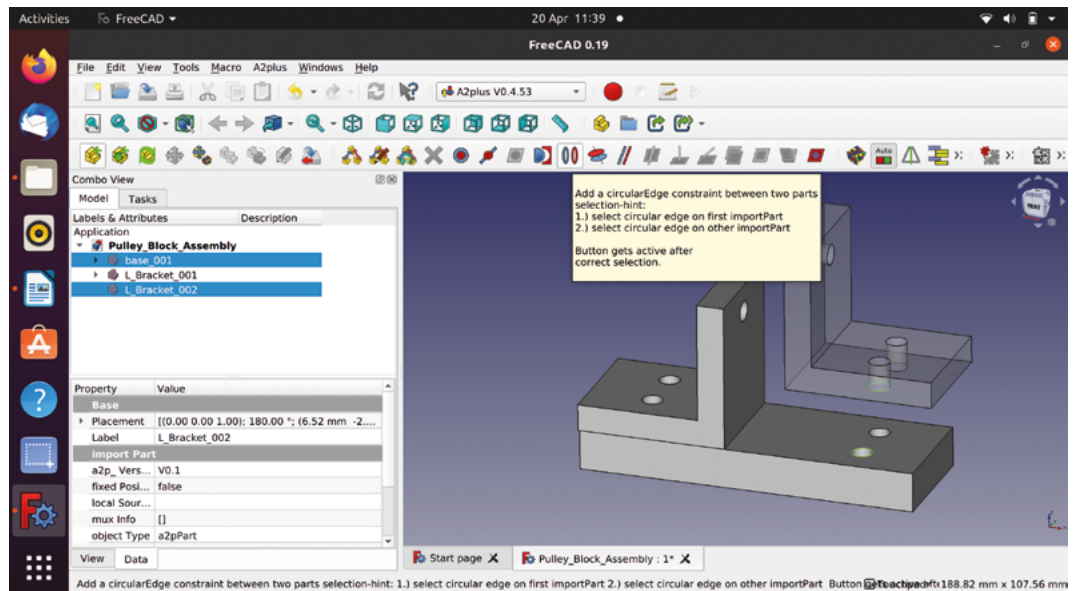 Activities FreeCAD 20 Apr 11:39
FreeCAD 0.19
File Edit View Tools Macro A2plus Windows Help
A2plus V0.4.53
Auto
Combo View
Model Tasks
Labels & Attributes Description
Application
Pulley_Block_Assembly
base_001
L_Bracket_001
L_Bracket_002
Add a circularEdge constraint between two parts
selection-hint:
1.) select circular edge on first importPart
2.) select circular edge on other importPart
Button gets active after
correct selection.
Property Value
Base
Placement [(0.00 0.00 1.00); 180.00 °; (6.52 mm -2....
Label L_Bracket_002
import Part
a2p_ Vers... V0.1
fixed Posi... false
local Sour...
mux Info []
object Type a2pPart
View Data
Start page Pulley_Block_Assembly : 1*
Add a circularEdge constraint between two parts selection-hint: 1.) select circular edge on first importPart 2.) select circular edge on other importPart Button 188.82 mm x 107.56 mm